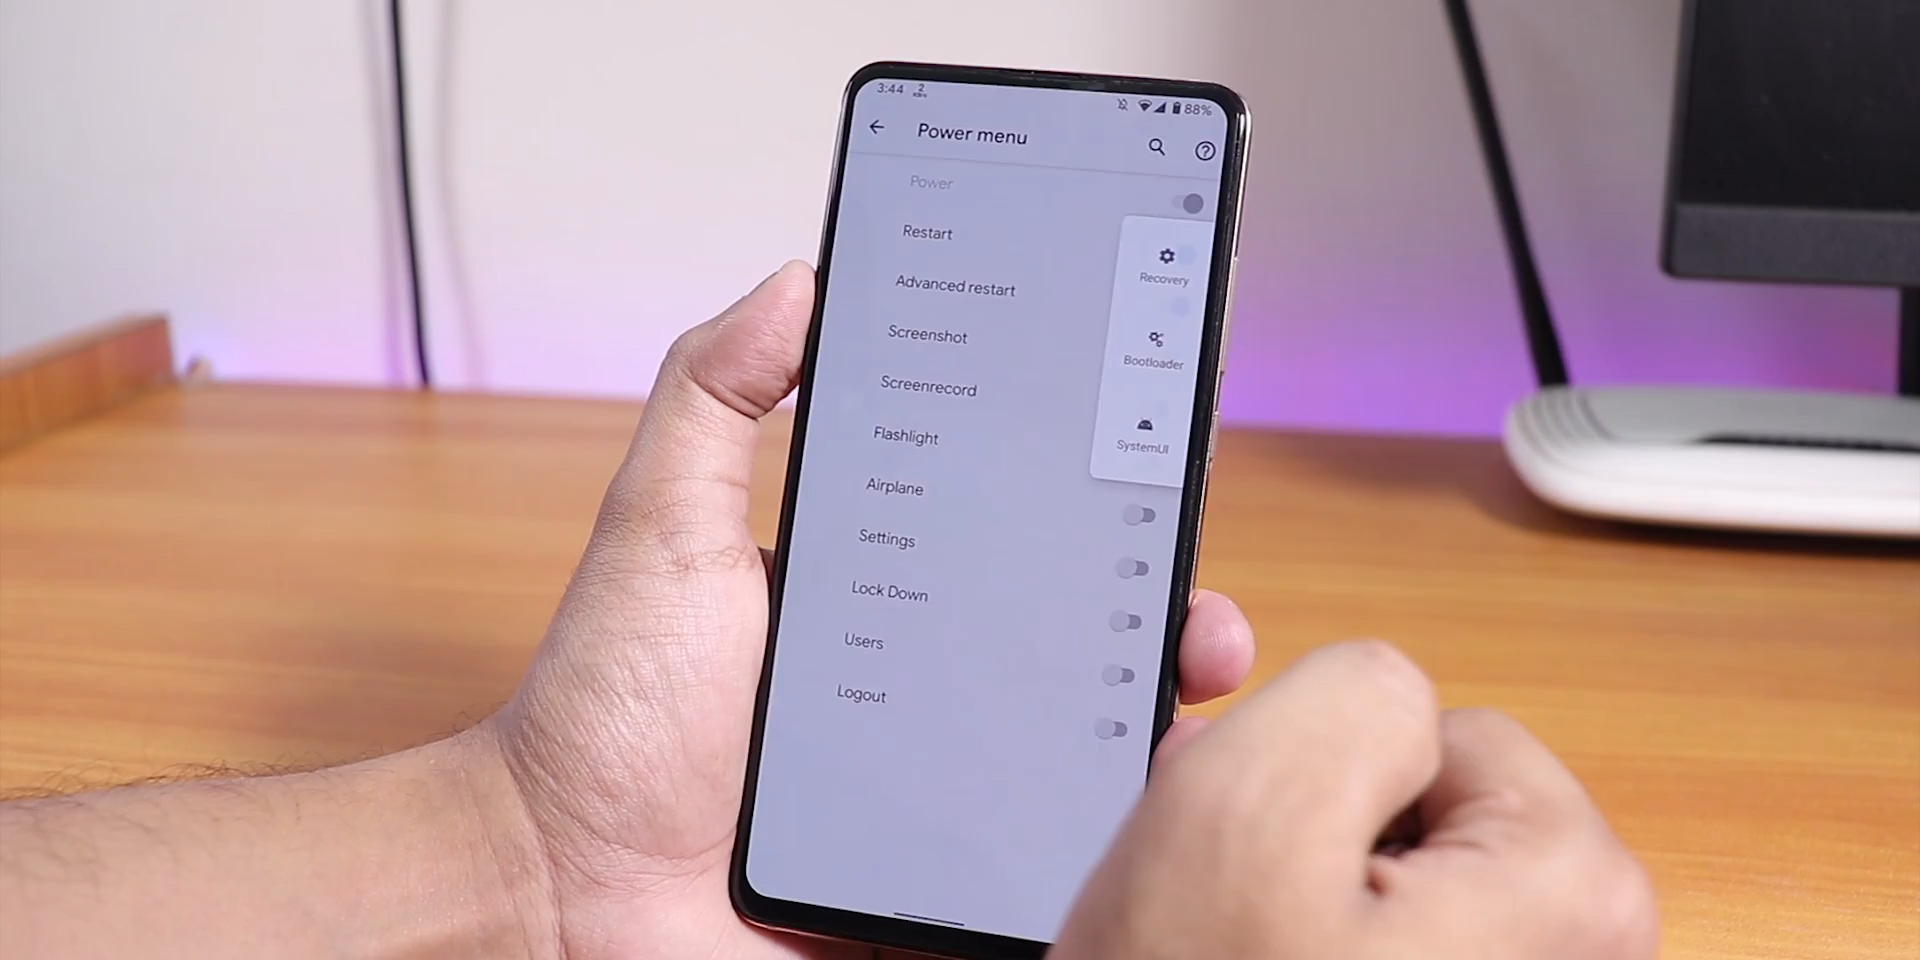 3:44 2
88%
Power menu
Power
Restart
Recovery
Advanced restart
Screenshot
Bootloader
Screenrecord
Flashlight
SystemUI
Airplane
Settings
Lock Down
Users
Logout